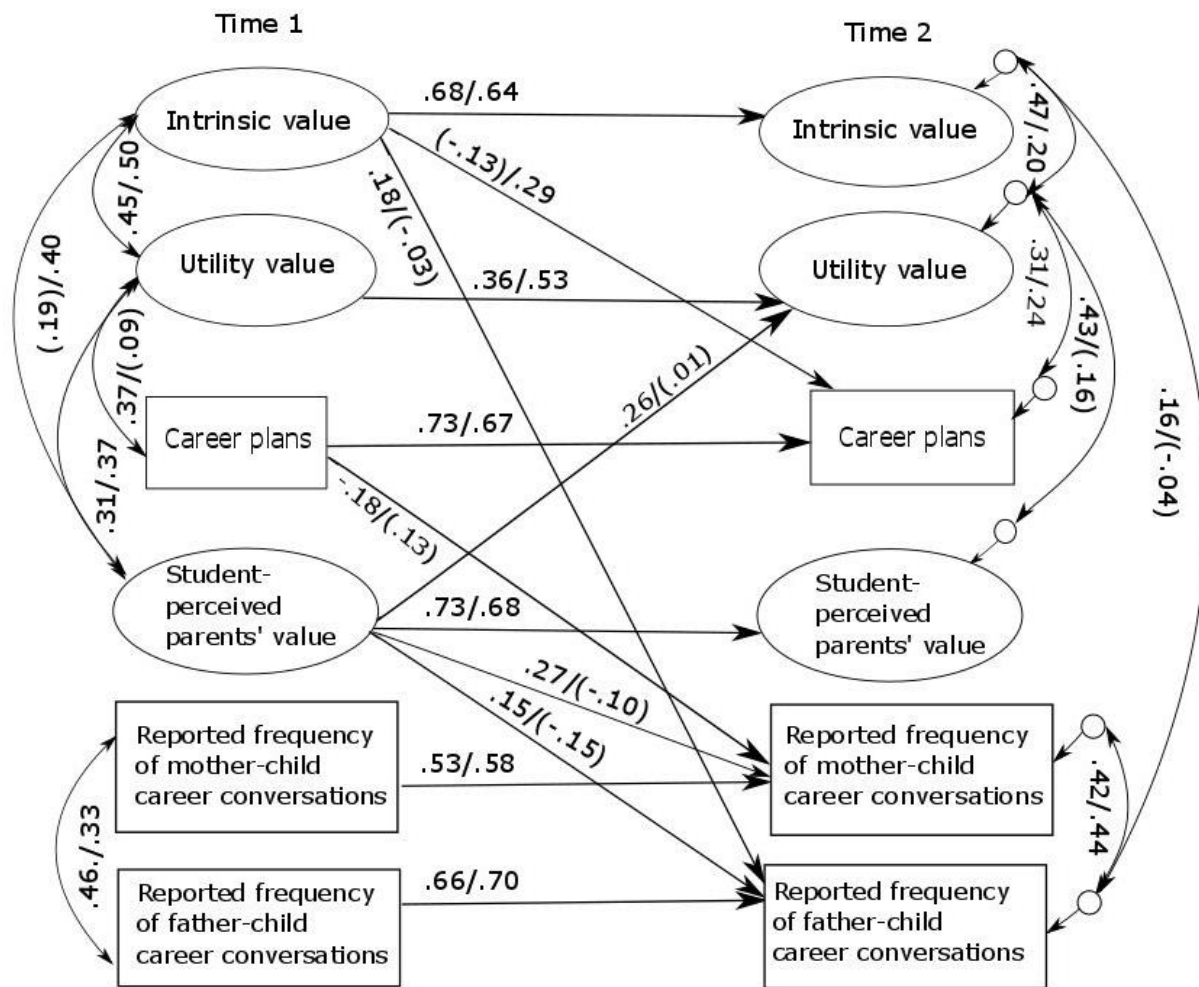 Time 1
Time 2
Intrinsic value
.68/.64
Intrinsic value
.47/.20
(-.13)/.29
.18/(-.03)
.45/.50
(.19)/.40
Utility value
.36/.53
Utility value
.31/.24
.43/(.16)
.16/(-.04)
.37/(.09)
.26/(.01)
Career plans
.73/.67
Career plans
.31/.37
-.18/(.13)
Student-
perceived
parents' value
.73/.68
Student-
perceived
parents' value
.27/(-.10)
.15/(-.15)
Reported frequency
of mother-child
career conversations
.53/.58
Reported frequency
of mother-child
career conversations
.42/.44
.46./.33
Reported frequency
of father-child
career conversations
.66/.70
Reported frequency
of father-child
career conversations